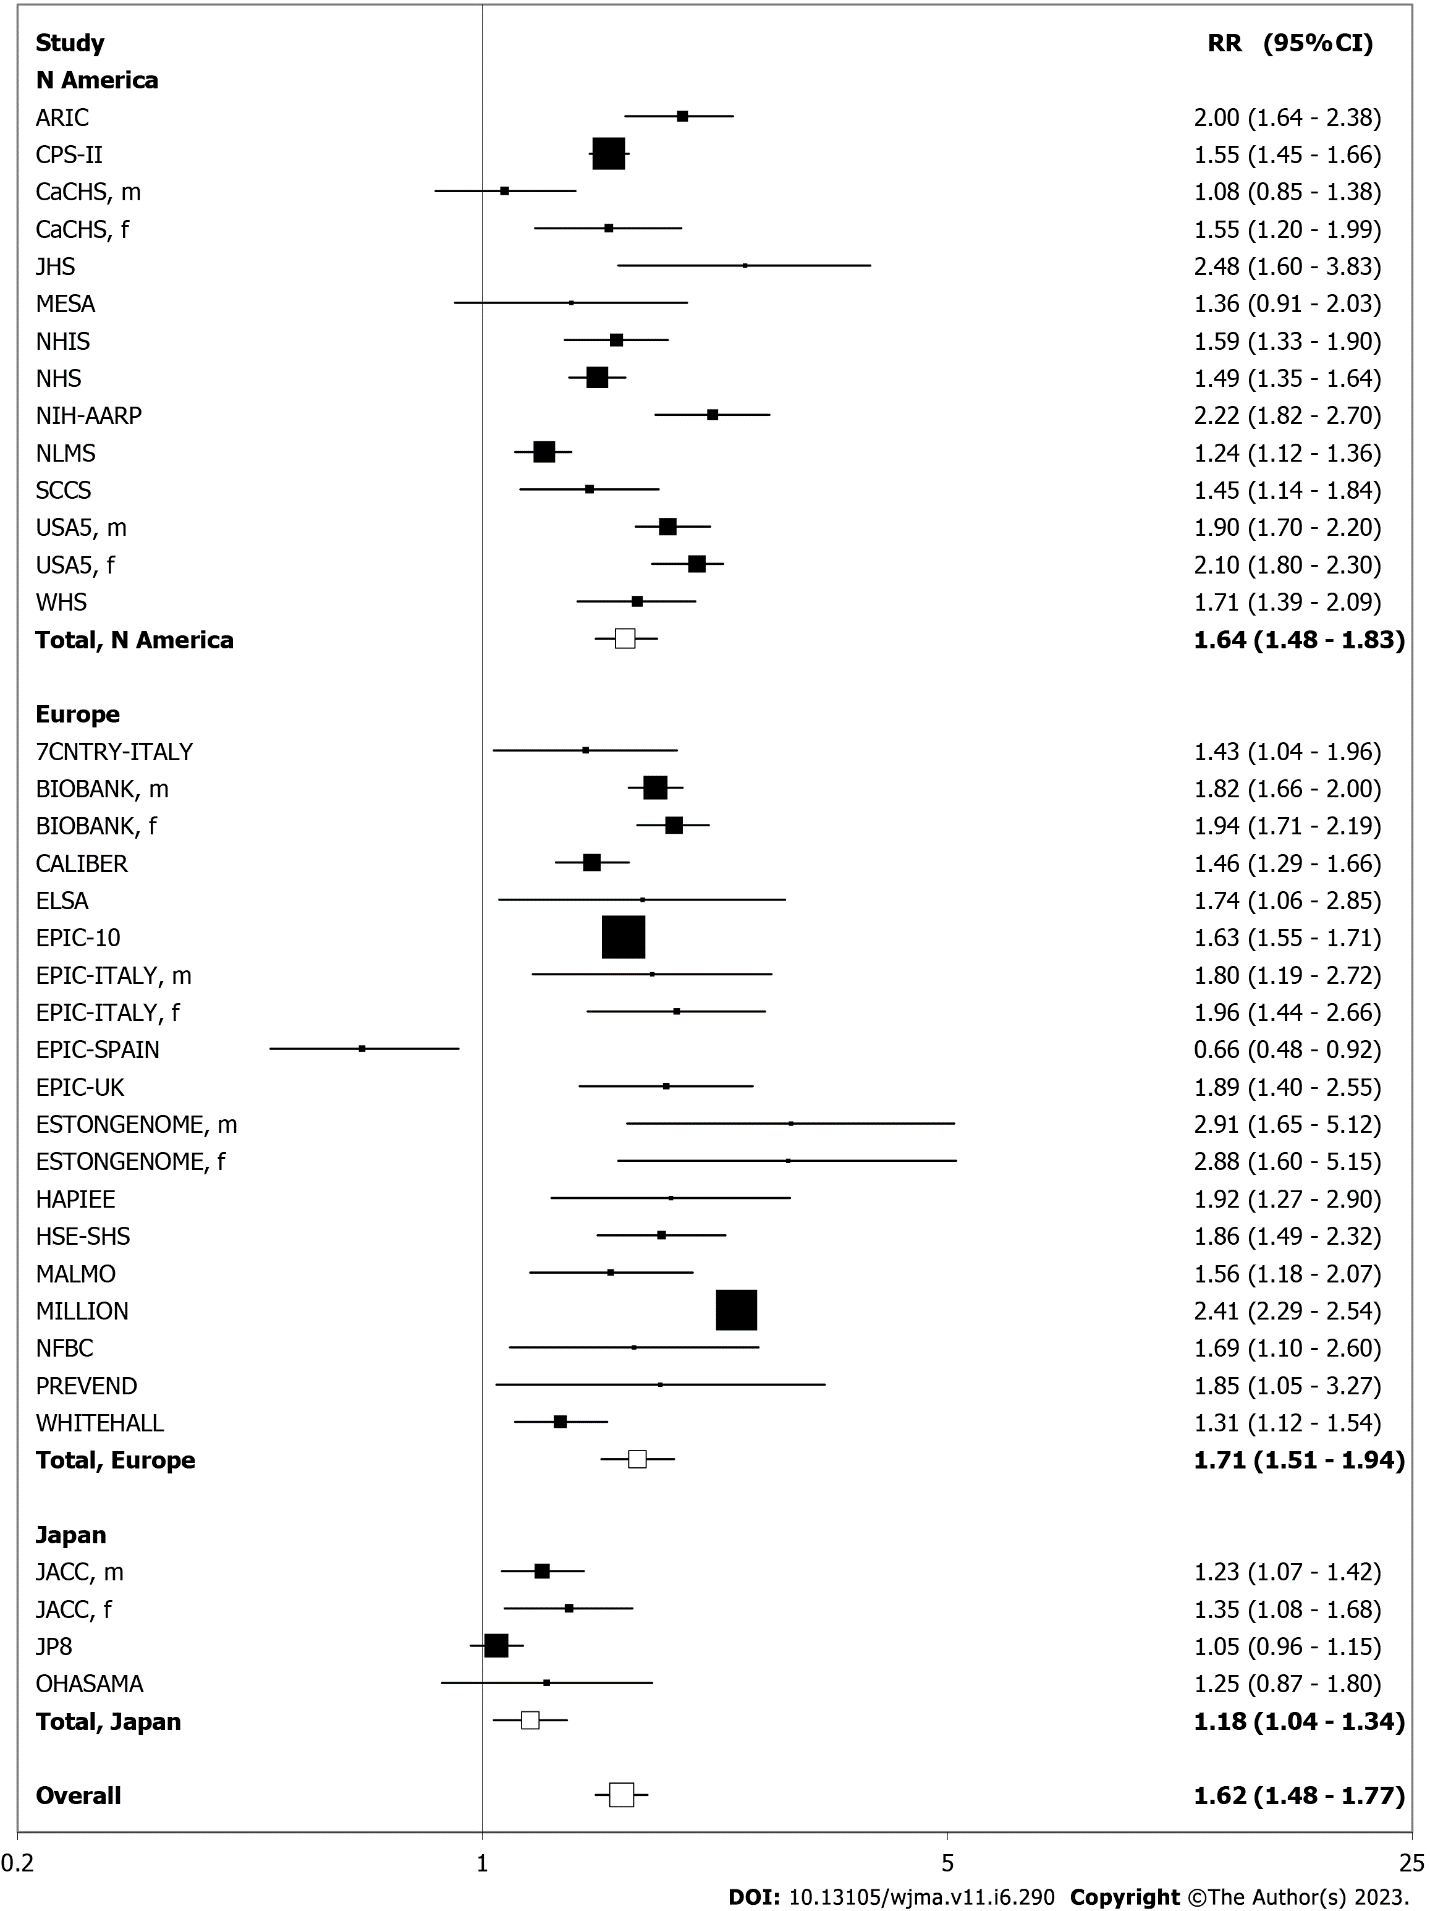 Study RR (95%CI)
N America
ARIC 2.00 (1.64 - 2.38)
CPS-II 1.55 (1.45 - 1.66)
CaCHS, m 1.08 (0.85 - 1.38)
CaCHS, f 1.55 (1.20 - 1.99)
JHS 2.48 (1.60 - 3.83)
MESA 1.36 (0.91 - 2.03)
NHIS 1.59 (1.33 - 1.90)
NHS 1.49 (1.35 - 1.64)
NIH-AARP 2.22 (1.82 - 2.70)
NLMS 1.24 (1.12 - 1.36)
SCCS 1.45 (1.14 - 1.84)
USA5, m 1.90 (1.70 - 2.20)
USA5, f 2.10 (1.80 - 2.30)
WHS 1.71 (1.39 - 2.09)
Total, N America 1.64 (1.48 - 1.83)
Europe
7CNTRY-ITALY 1.43 (1.04 - 1.96)
BIOBANK, m 1.82 (1.66 - 2.00)
BIOBANK, f 1.94 (1.71 - 2.19)
CALIBER 1.46 (1.29 - 1.66)
ELSA 1.74 (1.06 - 2.85)
EPIC-10 1.63 (1.55 - 1.71)
EPIC-ITALY, m 1.80 (1.19 - 2.72)
EPIC-ITALY, f 1.96 (1.44 - 2.66)
EPIC-SPAIN 0.66 (0.48 - 0.92)
EPIC-UK 1.89 (1.40 - 2.55)
ESTONGENOME, m 2.91 (1.65 - 5.12)
ESTONGENOME, f 2.88 (1.60 - 5.15)
HAPIEE 1.92 (1.27 - 2.90)
HSE-SHS 1.86 (1.49 - 2.32)
MALMO 1.56 (1.18 - 2.07)
MILLION 2.41 (2.29 - 2.54)
NFBC 1.69 (1.10 - 2.60)
PREVEND 1.85 (1.05 - 3.27)
WHITEHALL 1.31 (1.12 - 1.54)
Total, Europe 1.71 (1.51 - 1.94)
Japan
JACC, m 1.23 (1.07 - 1.42)
JACC, f 1.35 (1.08 - 1.68)
JP8 1.05 (0.96 - 1.15)
OHASAMA 1.25 (0.87 - 1.80)
Total, Japan 1.18 (1.04 - 1.34)
Overall 1.62 (1.48 - 1.77)
0.2 1 5 25
DOI: 10.13105/wjma.v11.i6.290 Copyright ©The Author(s) 2023.